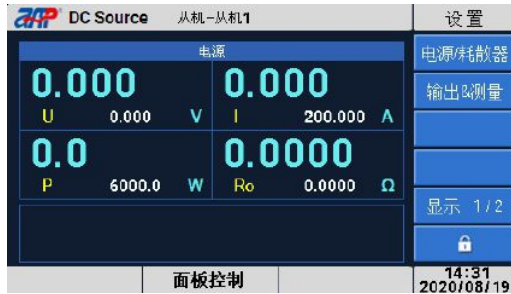 DC Source 从机-从机1 设置
电源
0.000 0.000
U 0.000 V I 200.000 A
0.0 0.0000
P 6000.0 W Ro 0.0000 Ω
电源/耗散器
输出&测量
显示 1/2
面板控制
14:31
2020/08/19